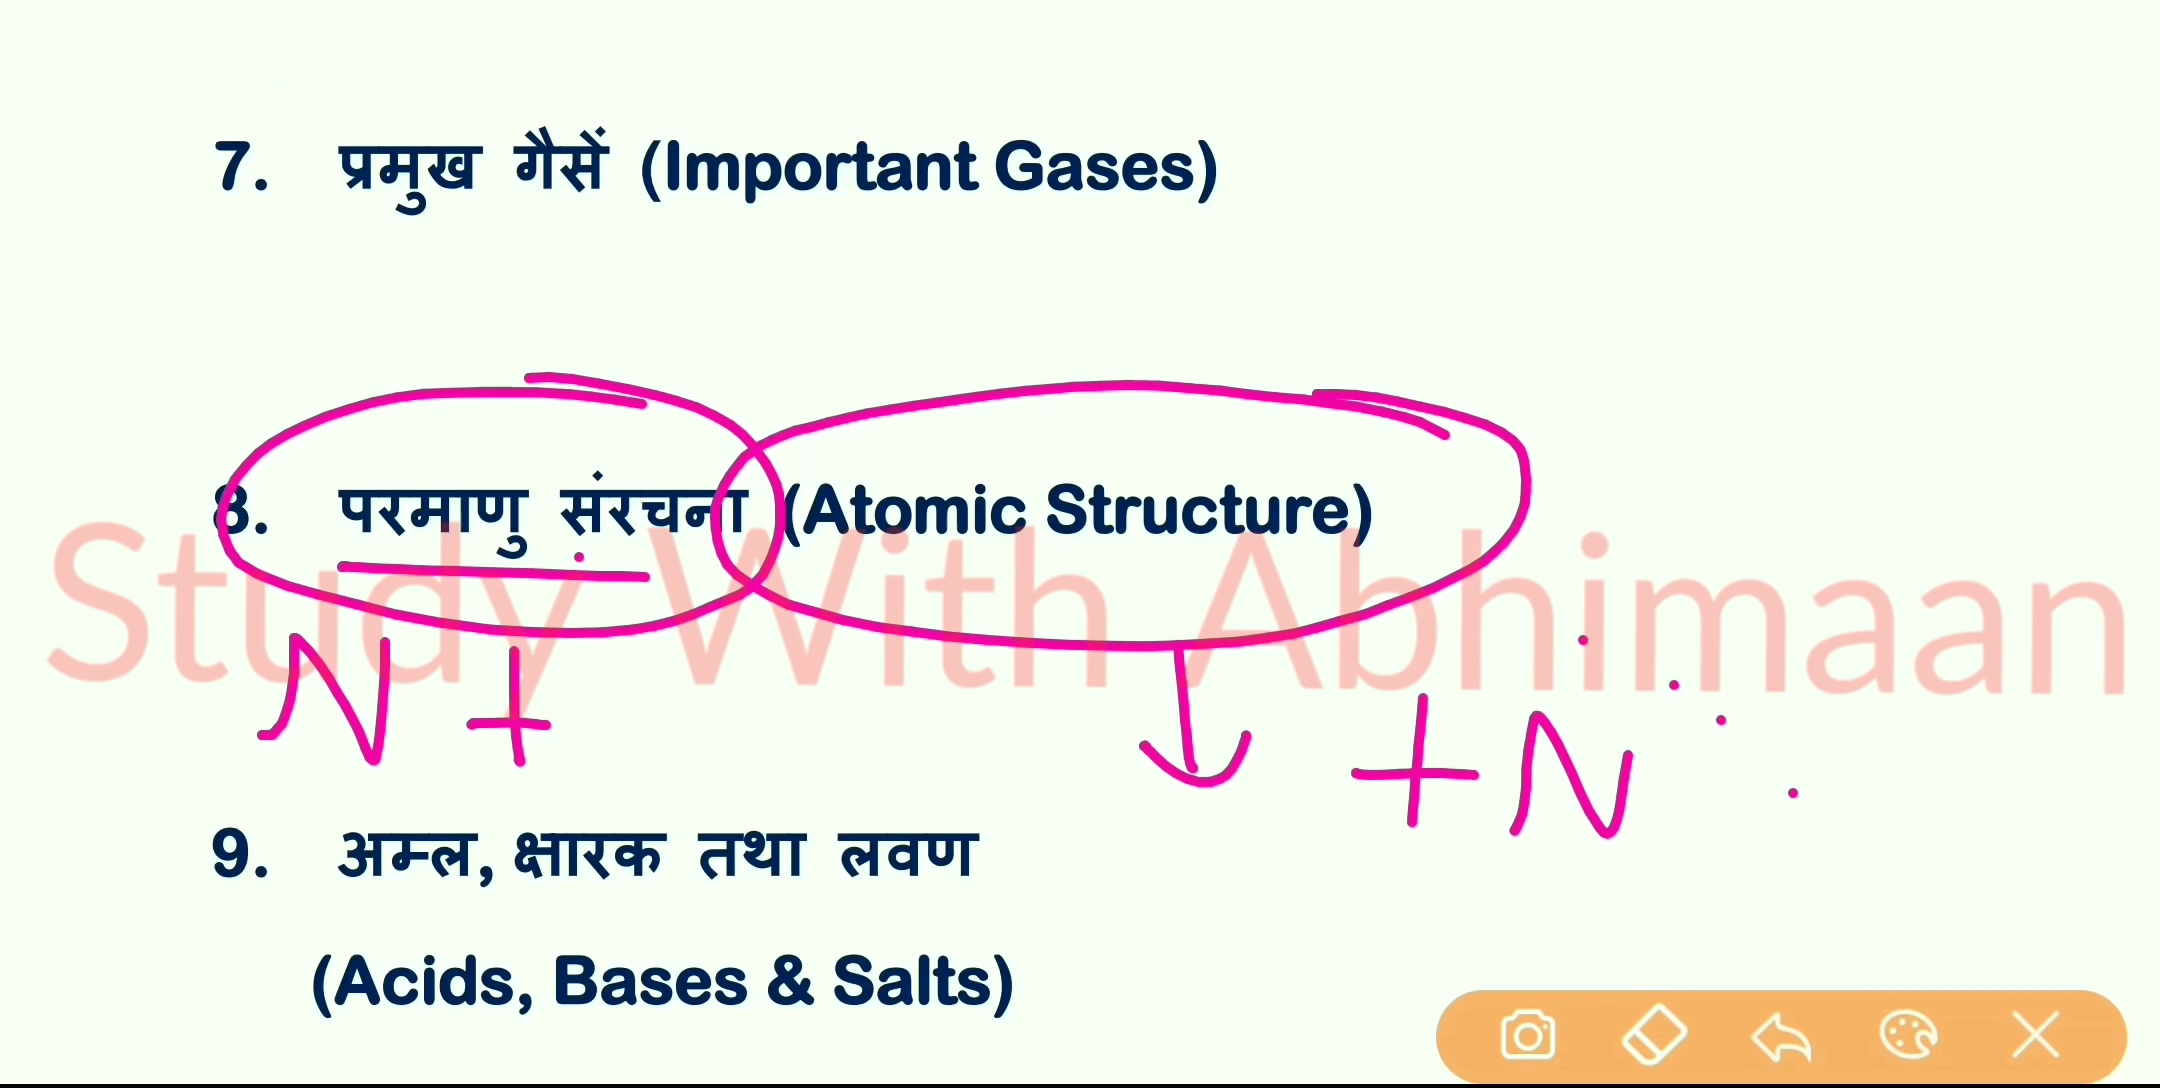 7. प्रमुख गैसें (Important Gases)
8. परमाणु संरचना (Atomic Structure)
Study With Abhimaan
N +
+ N
9. अम्ल, क्षारक तथा लवण
(Acids, Bases & Salts)